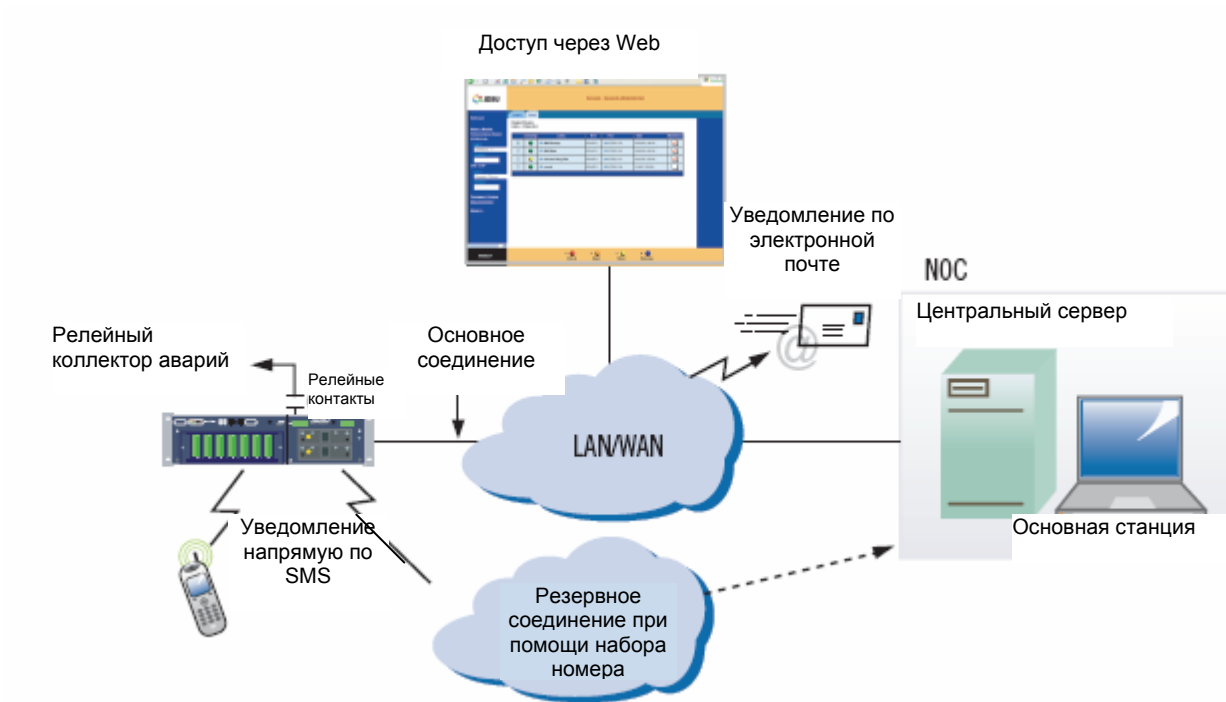 Доступ через Web
JDSU
Уведомление по
электронной
почте
@
NOC
Центральный сервер
Релейный
коллектор аварий
Основное
соединение
Релейные
контакты
LAN/WAN
Основная станция
Уведомление
напрямую по
SMS
Резервное
соединение при
помощи набора
номера